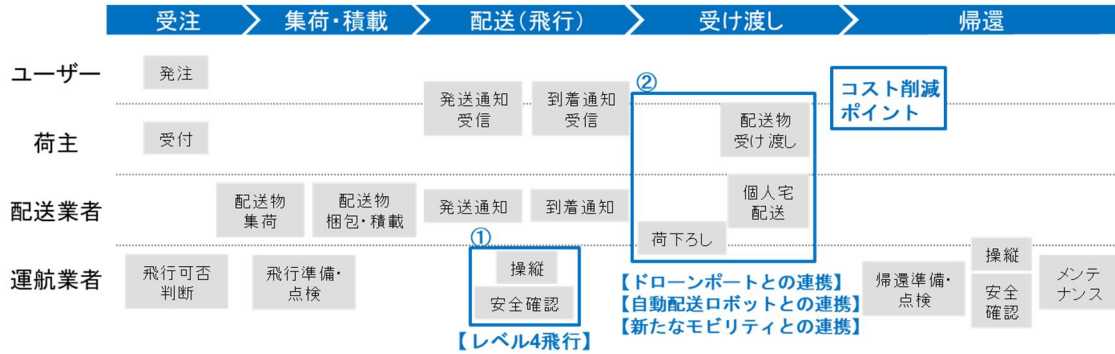 受注
集荷・積載
配送(飛行)
受け渡し
帰還
ユーザー
発注
発送通知
受信
到着通知
受信
②
コスト削減
ポイント
荷主
受付
配送物
受け渡し
配送業者
配送物
集荷
配送物
梱包・積載
発送通知
到着通知
個人宅
配送
荷下ろし
①
運航業者
飛行可否
判断
飛行準備・
点検
操縦
安全確認
【レベル4飛行】
【ドローンポートとの連携】
【自動配送ロボットとの連携】
【新たなモビリティとの連携】
帰還準備・
点検
操縦
安全
確認
メンテ
ナンス